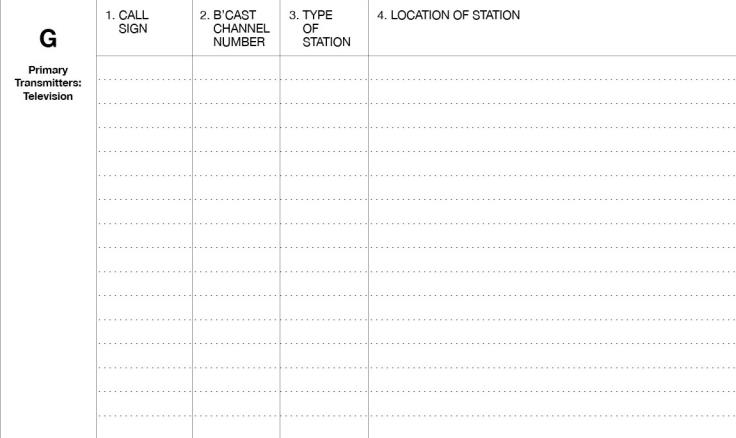 G
Primary
Transmitters:
Television
1. CALL
SIGN
2. B'CAST
CHANNEL
NUMBER
3. TYPE
OF
STATION
4. LOCATION OF STATION